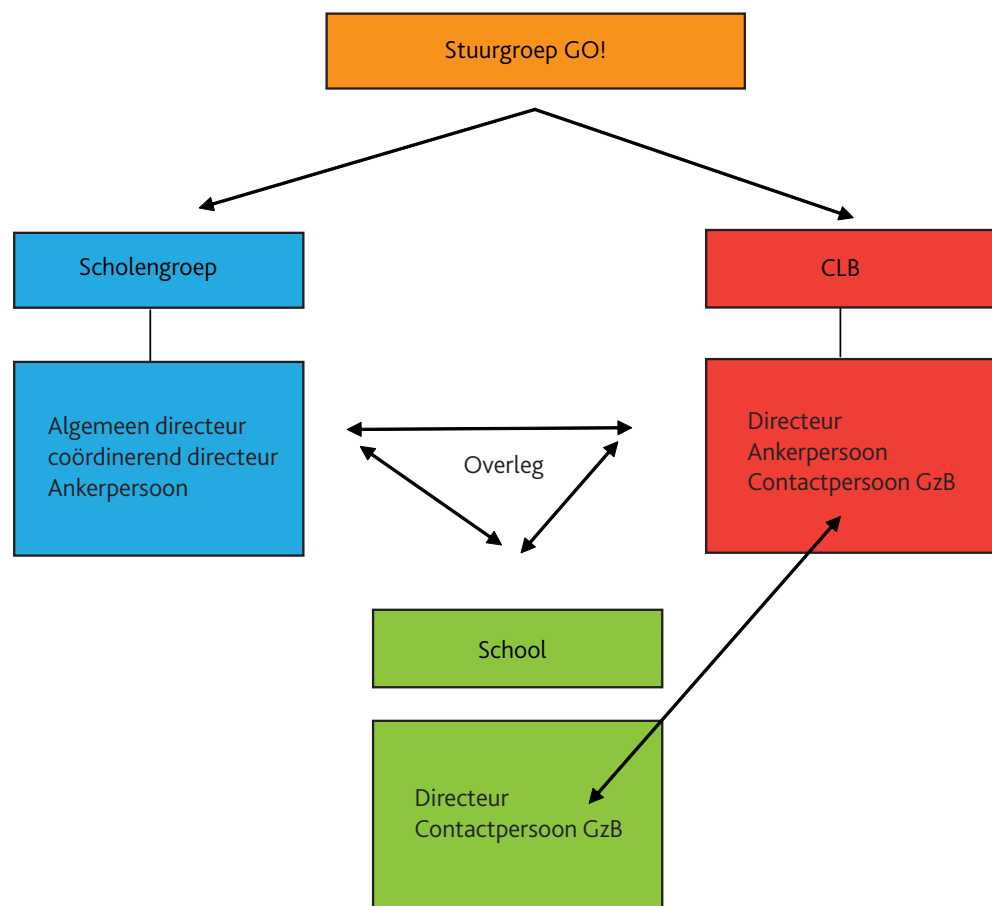 Stuurgroep GO!
Scholengroep
CLB
Algemeen directeur
coördinerend directeur
Ankerpersoon
Overleg
Directeur
Ankerpersoon
Contactpersoon GzB
School
Directeur
Contactpersoon GzB